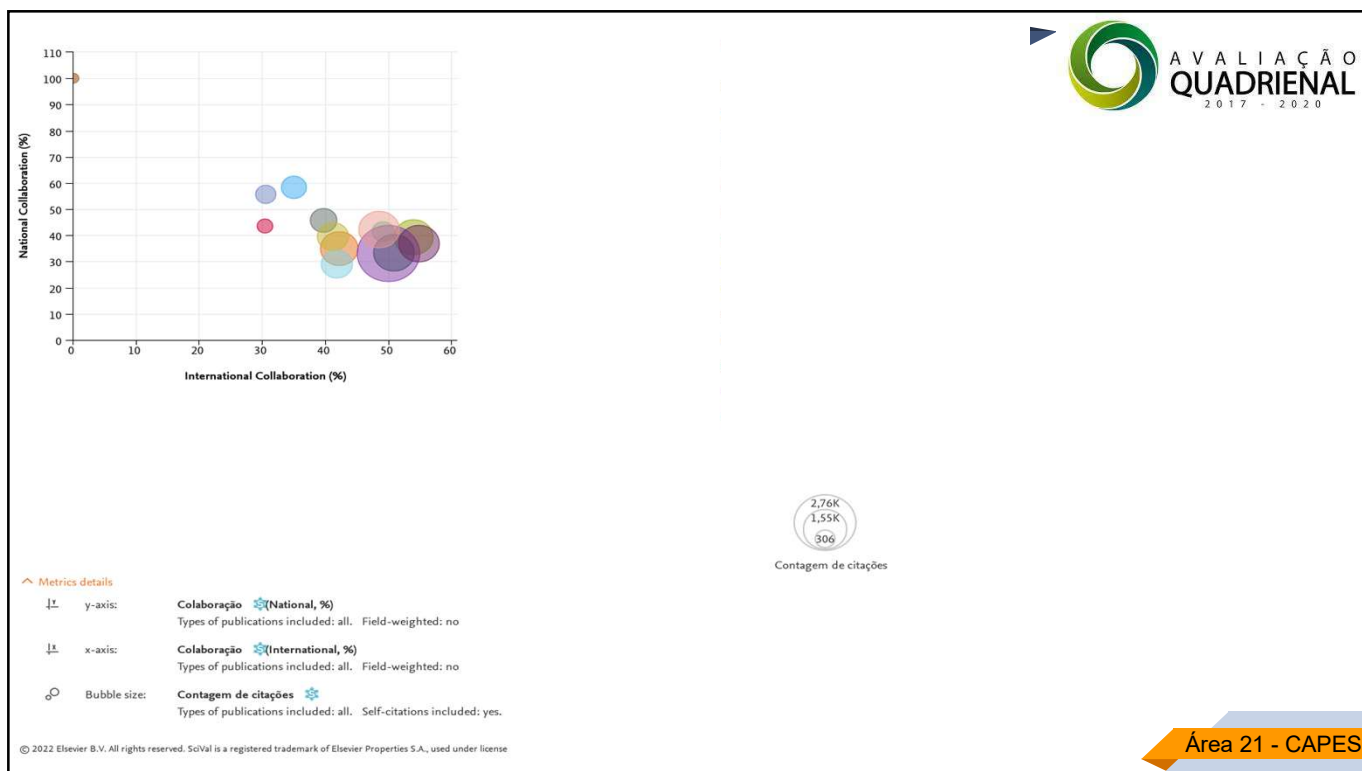 AVALIAÇÃO
QUADRIENAL
2017 - 2020
110
100
90
80
70
60
50
40
30
20
10
0
National Collaboration (%)
0 10 20 30 40 50 60
International Collaboration (%)
2,76K
1,55K
306
Contagem de citações
Metrics details
y-axis: Colaboração (National, %)
Types of publications included: all. Field-weighted: no
x-axis: Colaboração (International, %)
Types of publications included: all. Field-weighted: no
Bubble size: Contagem de citações
Types of publications included: all. Self-citations included: yes.
© 2022 Elsevier B.V. All rights reserved. SciVal is a registered trademark of Elsevier Properties S.A., used under license
Área 21 - CAPES